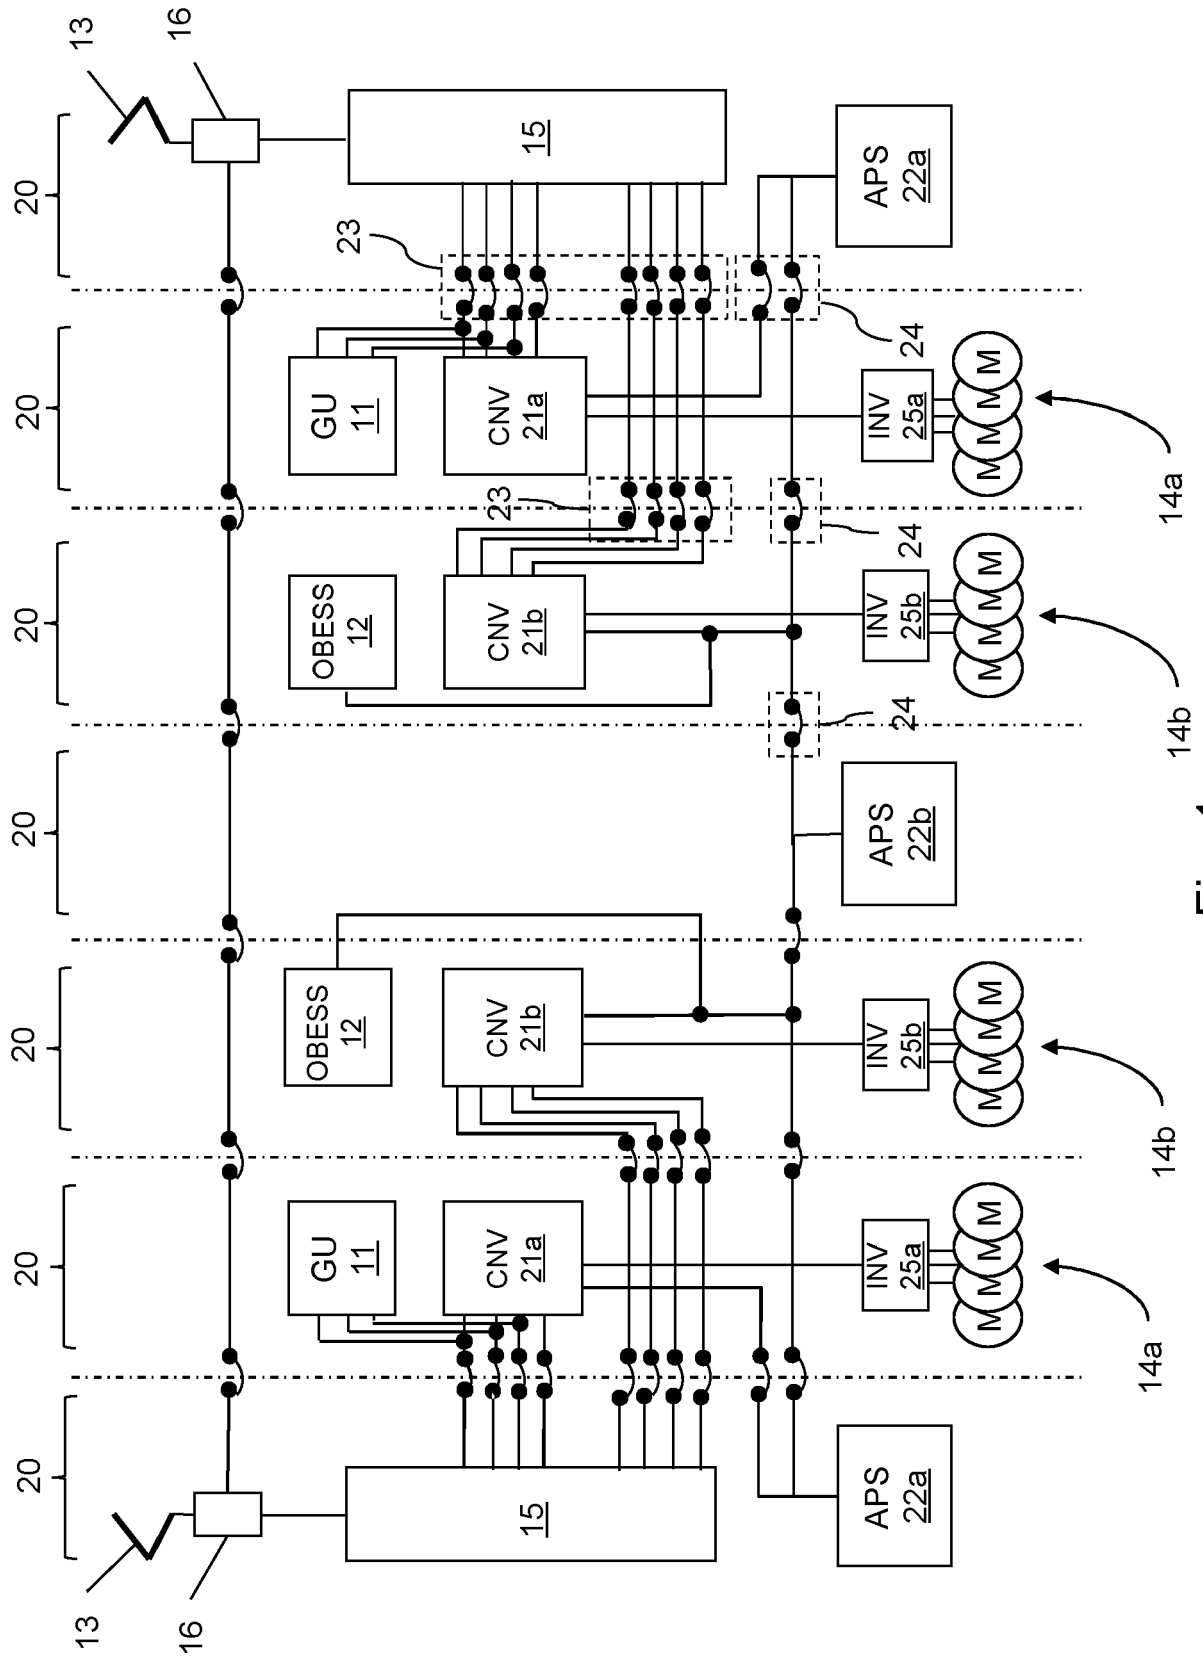 20 20 20 20 20 20 20
13 13
16 16
GU OBESS OBESS GU 23
11 12 12 11
CNV CNV CNV 23 CNV
21a 21b 21b 21a
15 15
APS INV INV APS INV INV APS
22a 25a 25b 22b 25b 25a 22a
24 24 24
M M M M M M M M M M M M M M M M
14a 14b 14b 14a